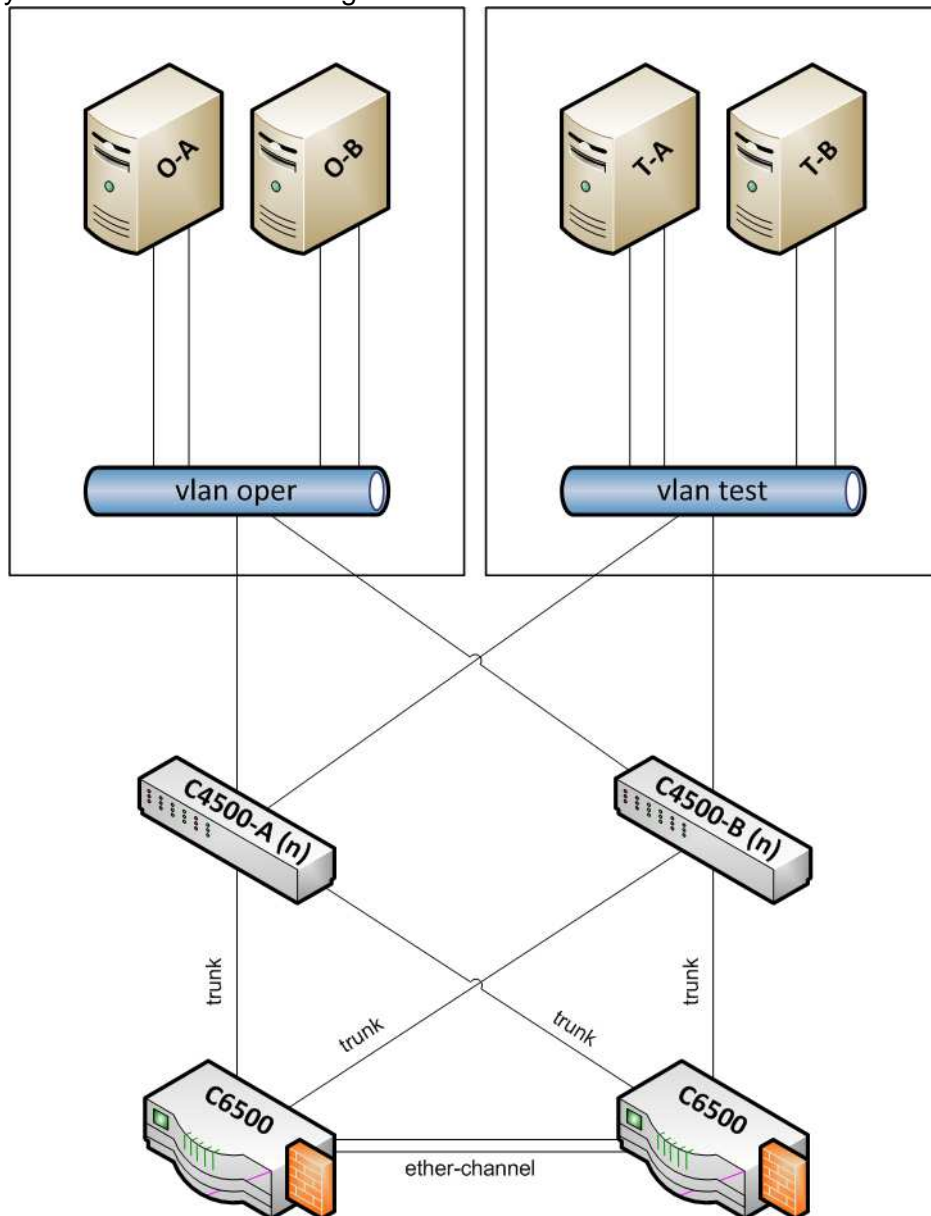 O-A
O-B
T-A
T-B
vlan oper
vlan test
C4500-A (n)
C4500-B (n)
trunk
trunk
trunk
trunk
C6500
C6500
ether-channel